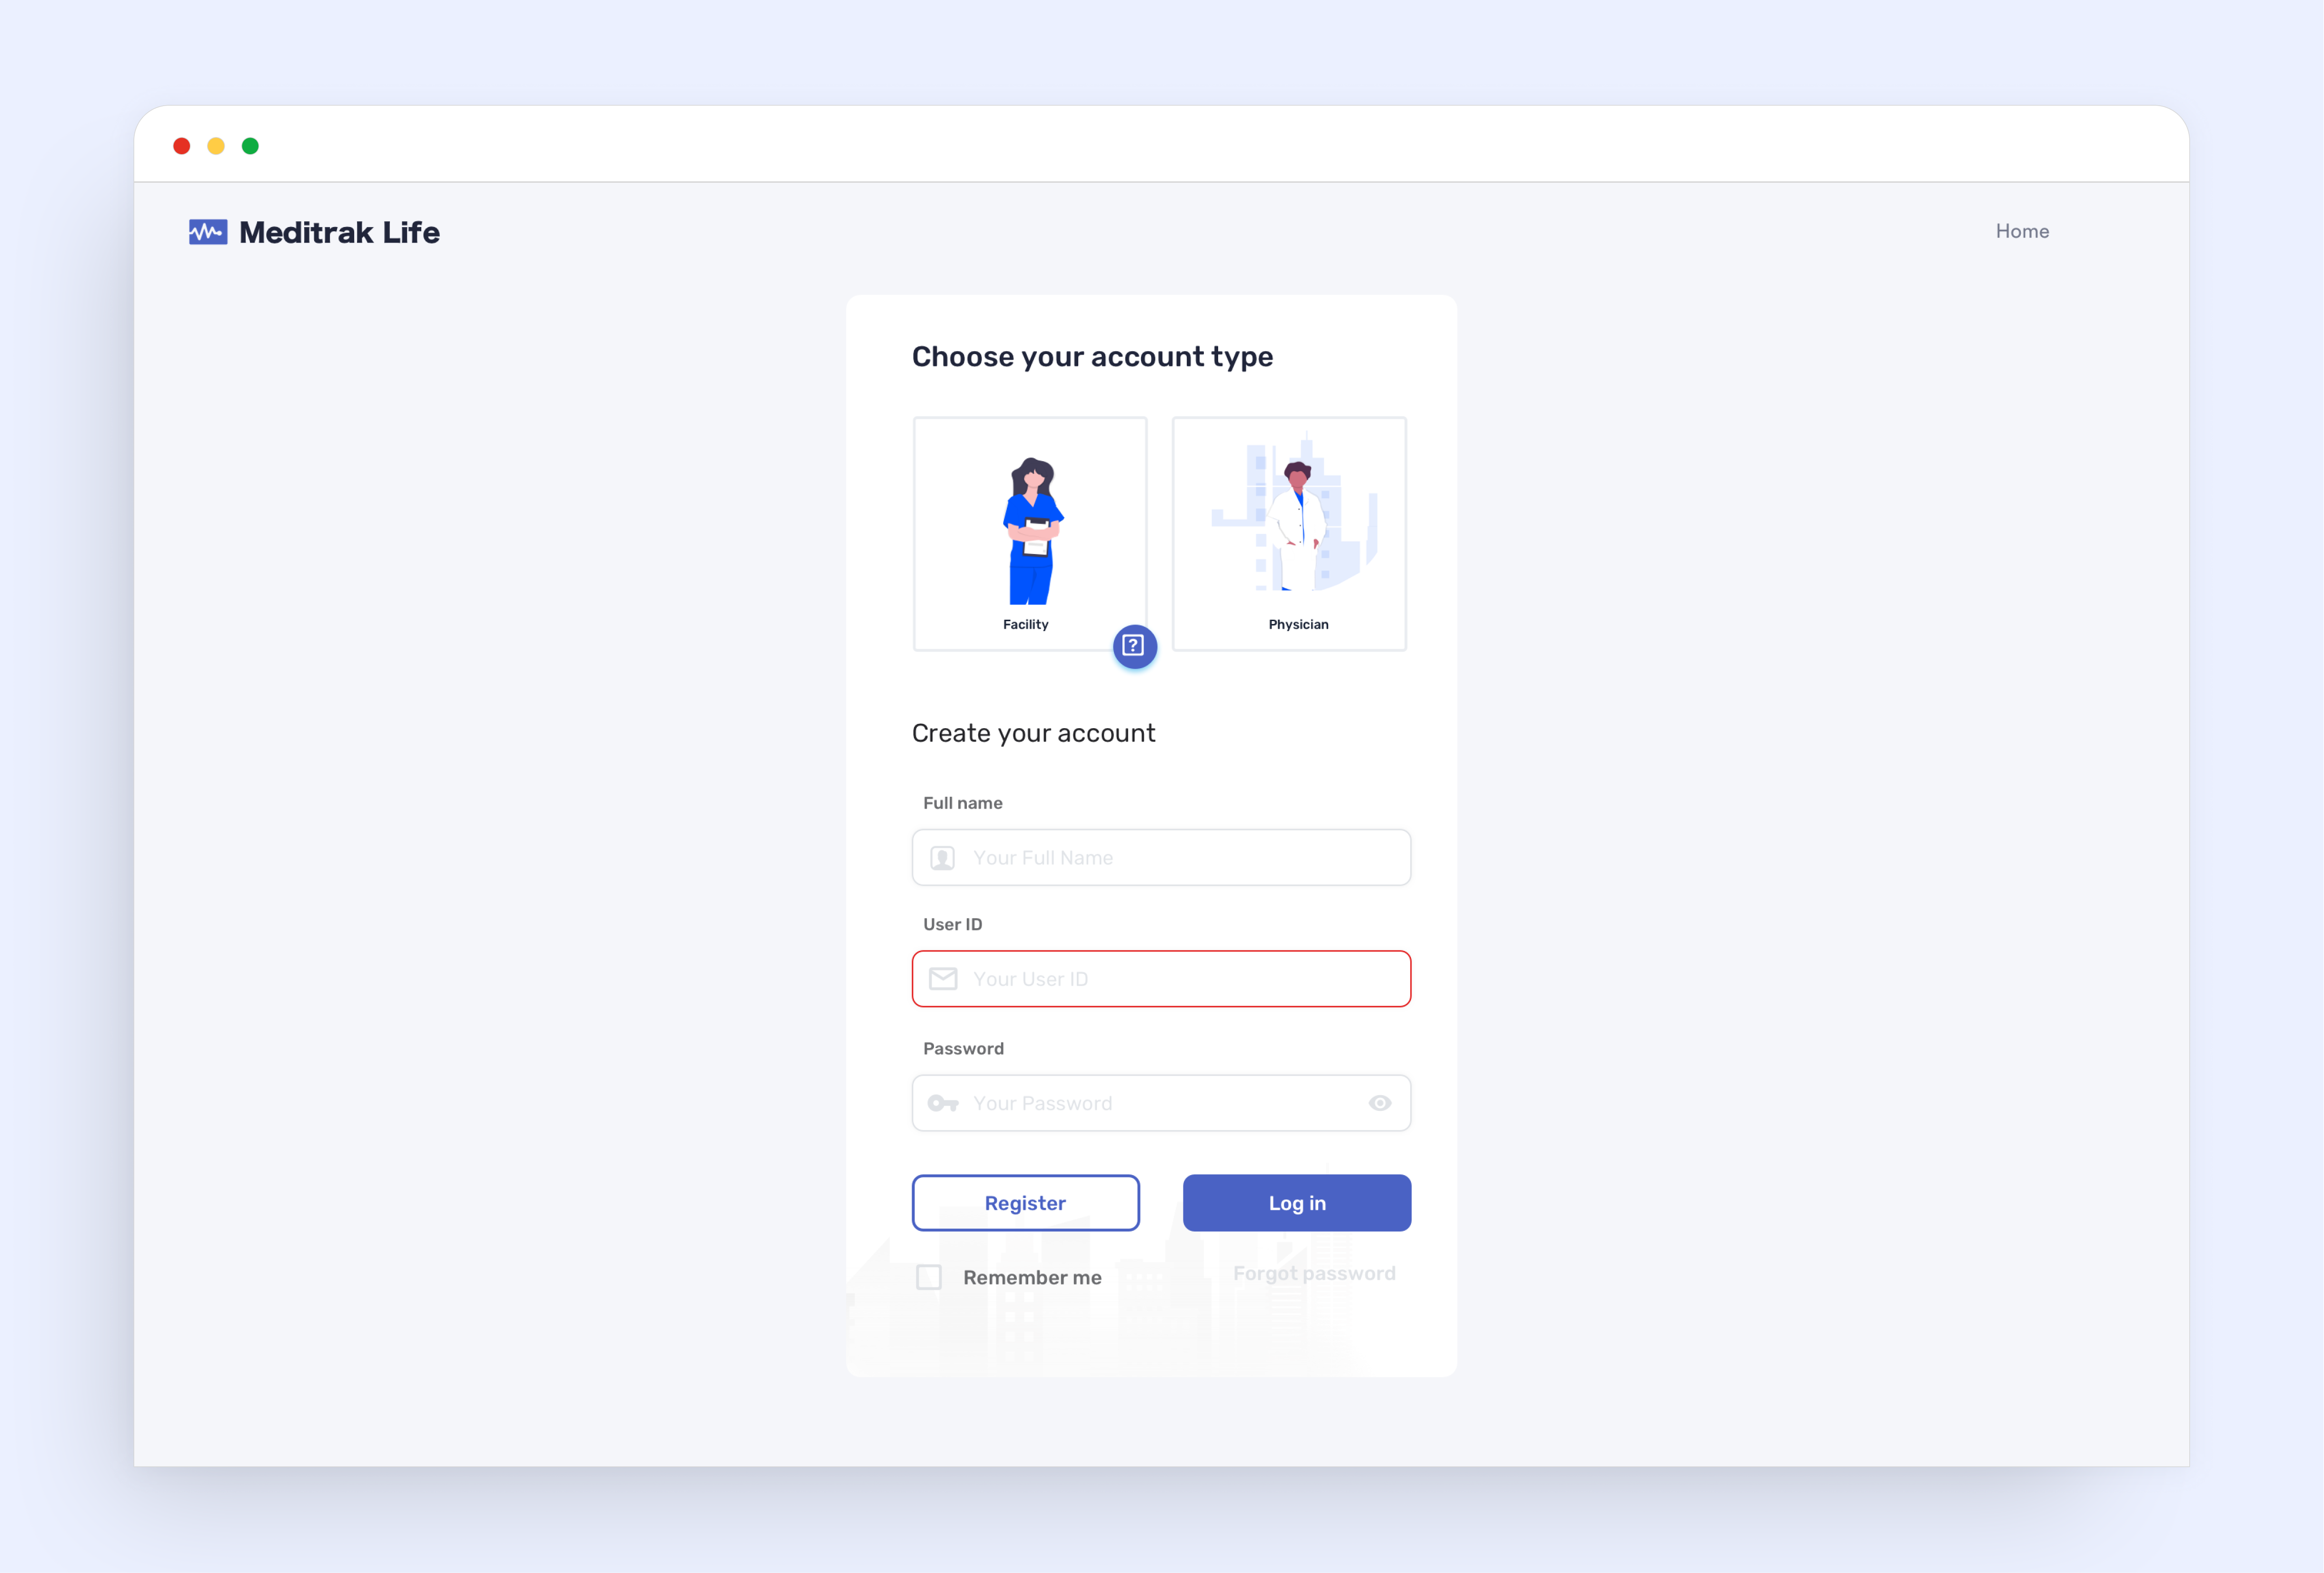 Meditrak Life
Home
Choose your account type
Facility
?
Physician
Create your account
Full name
Your Full Name
User ID
Your User ID
Password
Your Password
Register
Log in
Remember me
Forgot password